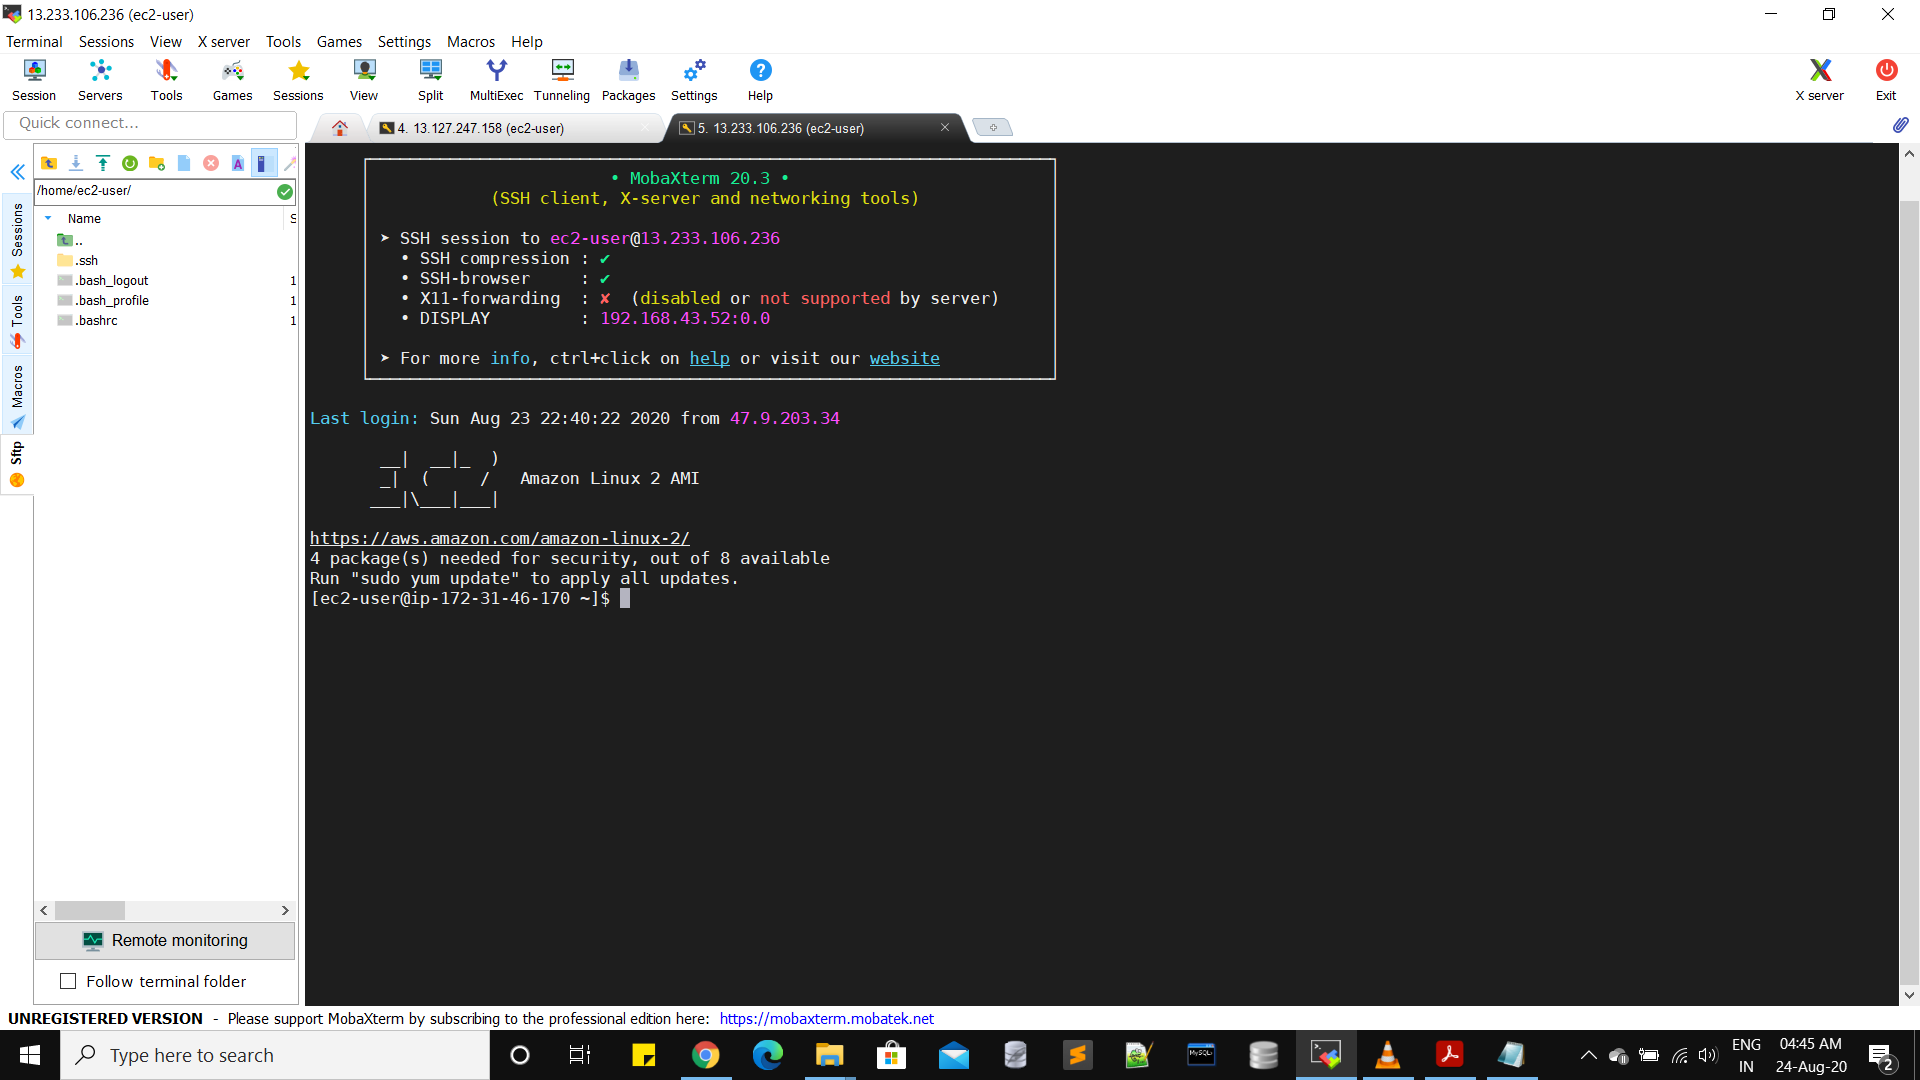 13.233.106.236 (ec2-user)
Terminal Sessions View X server Tools Games Settings Macros Help
Session Servers Tools Games Sessions View Split MultiExec Tunneling Packages Settings Help X server Exit
Quick connect...
4. 13.127.247.158 (ec2-user)
5. 13.233.106.236 (ec2-user)
/home/ec2-user/
Name S
..
.ssh
.bash_logout 1
.bash_profile 1
.bashrc 1
Sessions
Tools
Macros
Sftp
Remote monitoring
Follow terminal folder
• MobaXterm 20.3 •
(SSH client, X-server and networking tools)
➤ SSH session to ec2-user@13.233.106.236
• SSH compression : ✔
• SSH-browser : ✔
• X11-forwarding : ✘ (disabled or not supported by server)
• DISPLAY : 192.168.43.52:0.0
➤ For more info, ctrl+click on help or visit our website
Last login: Sun Aug 23 22:40:22 2020 from 47.9.203.34
__| __|_ )
_| ( / Amazon Linux 2 AMI
___|\___|___|
https://aws.amazon.com/amazon-linux-2/
4 package(s) needed for security, out of 8 available
Run "sudo yum update" to apply all updates.
[ec2-user@ip-172-31-46-170 ~]$
UNREGISTERED VERSION - Please support MobaXterm by subscribing to the professional edition here: https://mobaxterm.mobatek.net
Type here to search
MySQL
ENG
IN
04:45 AM
24-Aug-20
2